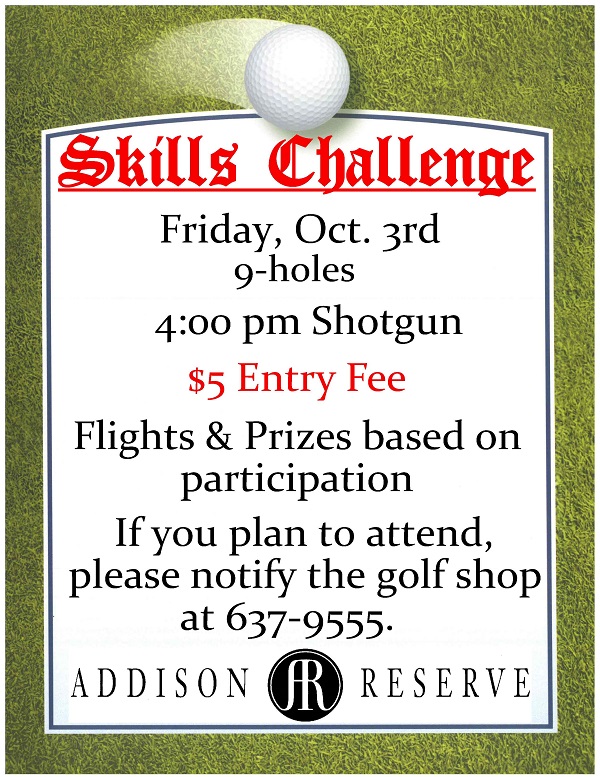 Skills Challenge
Friday, Oct. 3rd
9-holes
4:00 pm Shotgun
$5 Entry Fee
Flights & Prizes based on
participation
If you plan to attend,
please notify the golf shop
at 637-9555.
ADDISON AR RESERVE